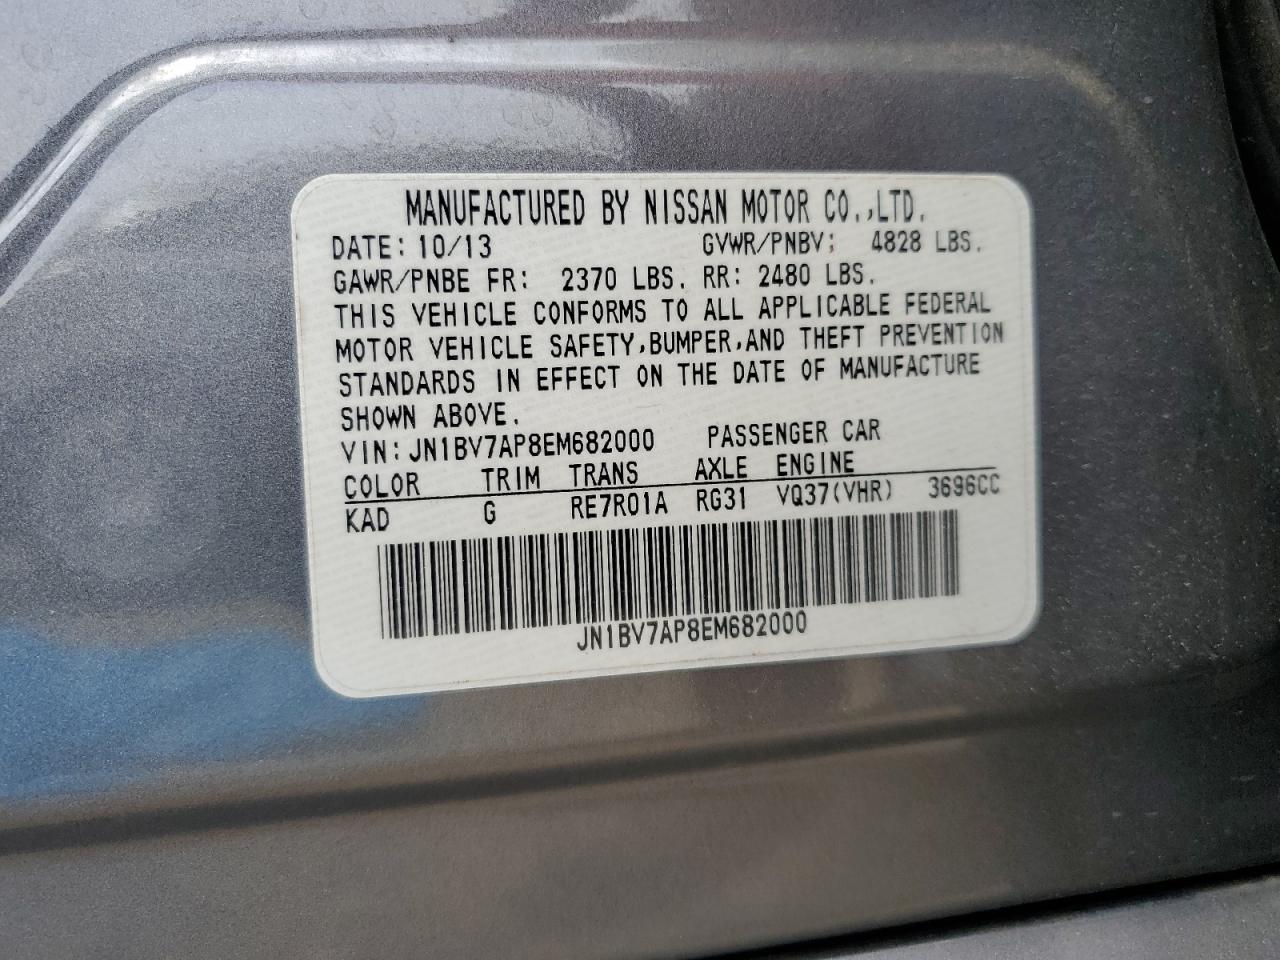 MANUFACTURED BY NISSAN MOTOR CO.,LTD.
DATE: 10/13 GVWR/PNBV: 4828 LBS.
GAWR/PNBE FR: 2370 LBS. RR: 2480 LBS.
THIS VEHICLE CONFORMS TO ALL APPLICABLE FEDERAL
MOTOR VEHICLE SAFETY,BUMPER,AND THEFT PREVENTION
STANDARDS IN EFFECT ON THE DATE OF MANUFACTURE
SHOWN ABOVE.
VIN: JN1BV7AP8EM682000 PASSENGER CAR
COLOR TRIM TRANS AXLE ENGINE
KAD G RE7R01A RG31 VQ37(VHR) 3696CC
JN1BV7AP8EM682000